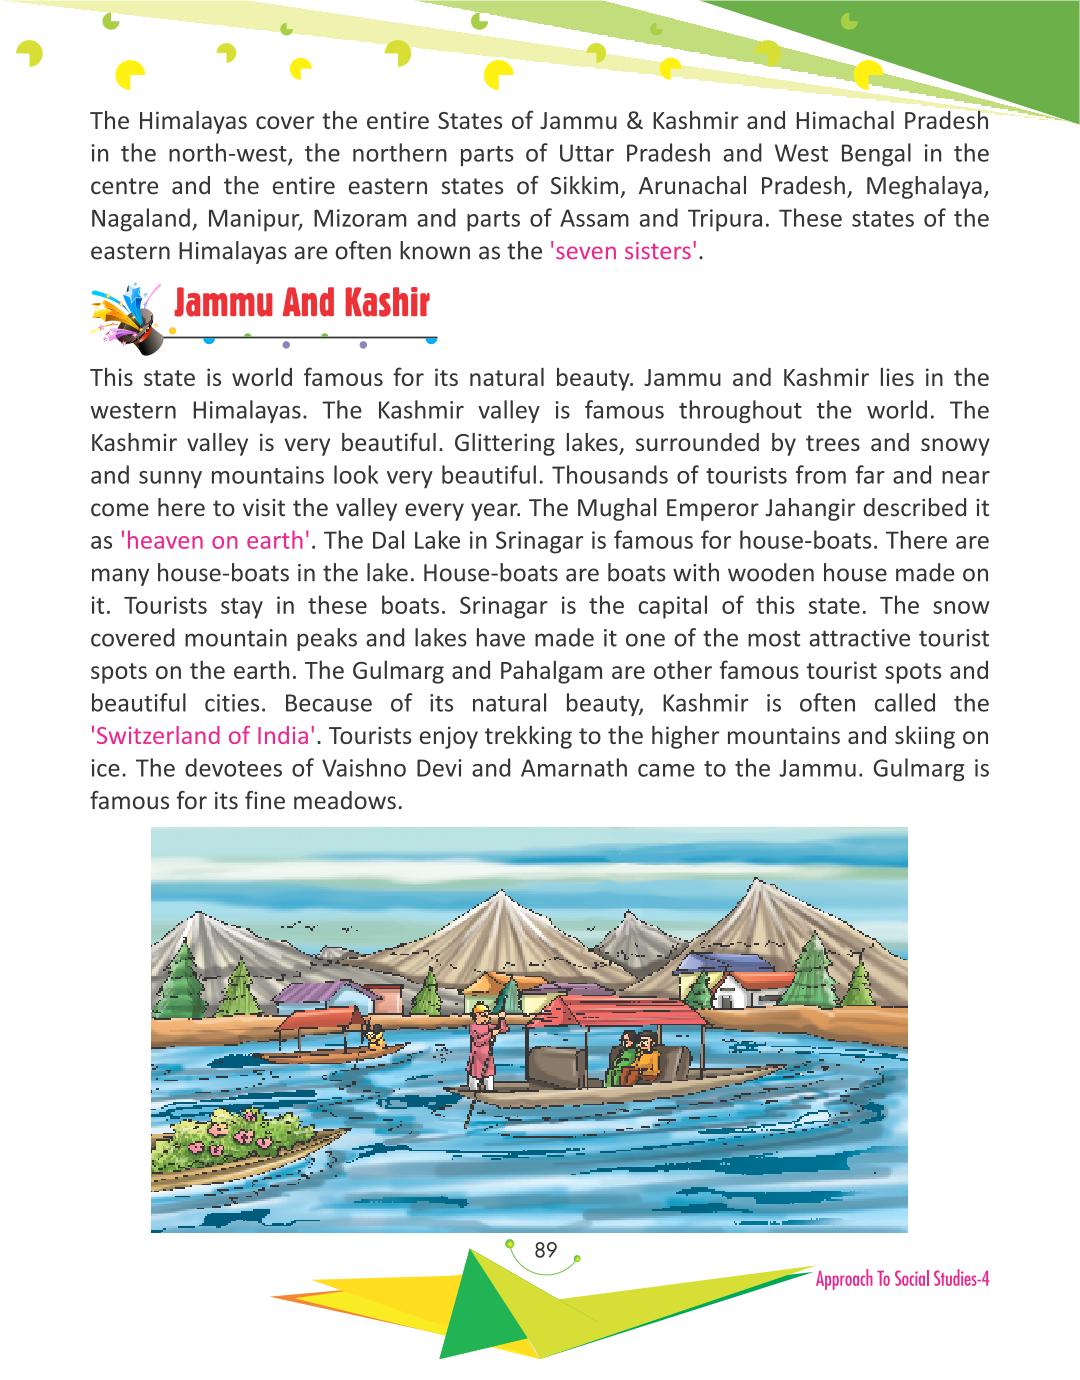 The Himalayas cover the entire States of Jammu & Kashmir and Himachal Pradesh
in the north-west, the northern parts of Uttar Pradesh and West Bengal in the
centre and the entire eastern states of Sikkim, Arunachal Pradesh, Meghalaya,
Nagaland, Manipur, Mizoram and parts of Assam and Tripura. These states of the
eastern Himalayas are often known as the 'seven sisters'.
Jammu And Kashir
This state is world famous for its natural beauty. Jammu and Kashmir lies in the
western Himalayas. The Kashmir valley is famous throughout the world. The
Kashmir valley is very beautiful. Glittering lakes, surrounded by trees and snowy
and sunny mountains look very beautiful. Thousands of tourists from far and near
come here to visit the valley every year. The Mughal Emperor Jahangir described it
as 'heaven on earth'. The Dal Lake in Srinagar is famous for house-boats. There are
many house-boats in the lake. House-boats are boats with wooden house made on
it. Tourists stay in these boats. Srinagar is the capital of this state. The snow
covered mountain peaks and lakes have made it one of the most attractive tourist
spots on the earth. The Gulmarg and Pahalgam are other famous tourist spots and
beautiful cities. Because of its natural beauty, Kashmir is often called the
'Switzerland of India'. Tourists enjoy trekking to the higher mountains and skiing on
ice. The devotees of Vaishno Devi and Amarnath came to the Jammu. Gulmarg is
famous for its fine meadows.
89
Approach To Social Studies-4